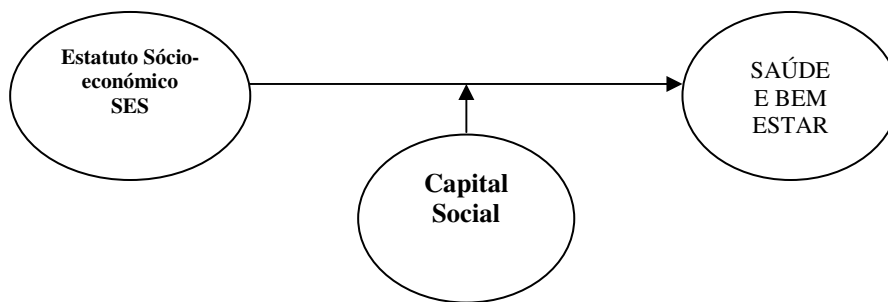 Estatuto Sócio-
económico
SES
SAÚDE
E BEM
ESTAR
Capital
Social